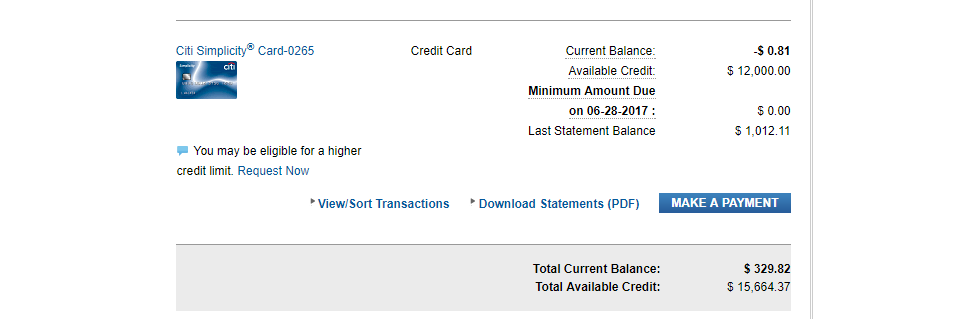 Citi Simplicity® Card-0265 Credit Card Current Balance: -$ 0.81
Simplicity citi
Available Credit: $ 12,000.00
Minimum Amount Due
on 06-28-2017 : $ 0.00
Last Statement Balance $ 1,012.11
You may be eligible for a higher
credit limit. Request Now
View/Sort Transactions Download Statements (PDF) MAKE A PAYMENT
Total Current Balance: $ 329.82
Total Available Credit: $ 15,664.37